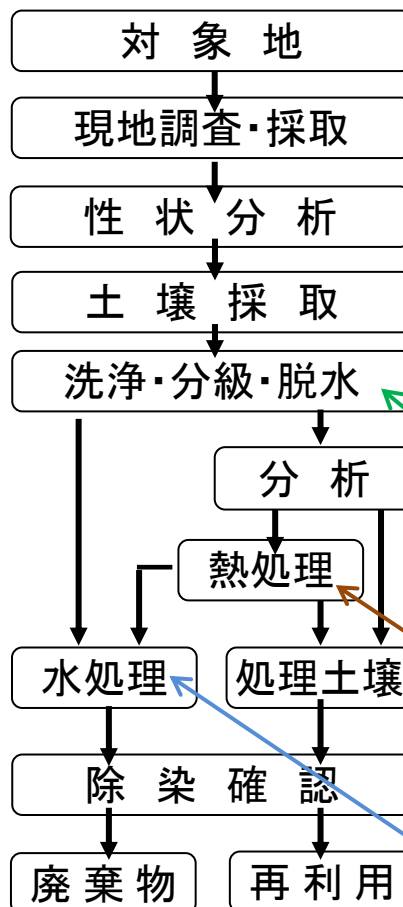 対象地
現地調査・採取
性状分析
土壌採取
洗浄・分級・脱水
分析
熱処理
水処理
処理土壌
除染確認
廃棄物
再利用